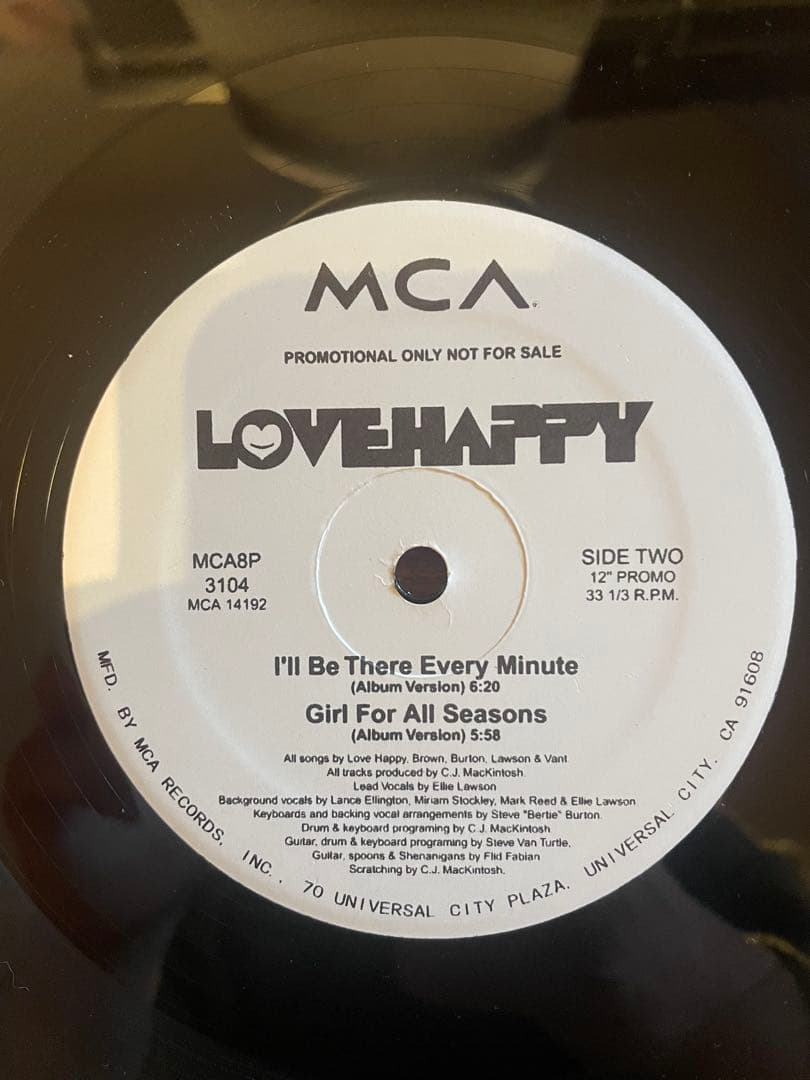 MCA
PROMOTIONAL ONLY NOT FOR SALE
LOVEHAPPY
MCA8P
3104
MCA 14192
SIDE TWO
12" PROMO
33 1/3 R.P.M.
I'll Be There Every Minute
(Album Version) 6:20
Girl For All Seasons
(Album Version) 5:58
All songs by Love Happy, Brown, Burton, Lawson & Vant.
All tracks produced by C.J. MacKintosh.
Lead Vocals by Ellie Lawson
Background vocals by Lance Ellington, Miriam Stockley, Mark Reed & Ellie Lawson
Keyboards and backing vocal arrangements by Steve "Bertie" Burton.
Drum & keyboard programing by C.J. MacKintosh
Guitar, drum & keyboard programing by Steve Van Turtle,
Guitar, spoons & Shenanigans by Flid Fabian
Scratching by C.J. MacKintosh.
MFD. BY MCA RECORDS, INC., 70 UNIVERSAL CITY PLAZA, UNIVERSAL CITY, CA 91608